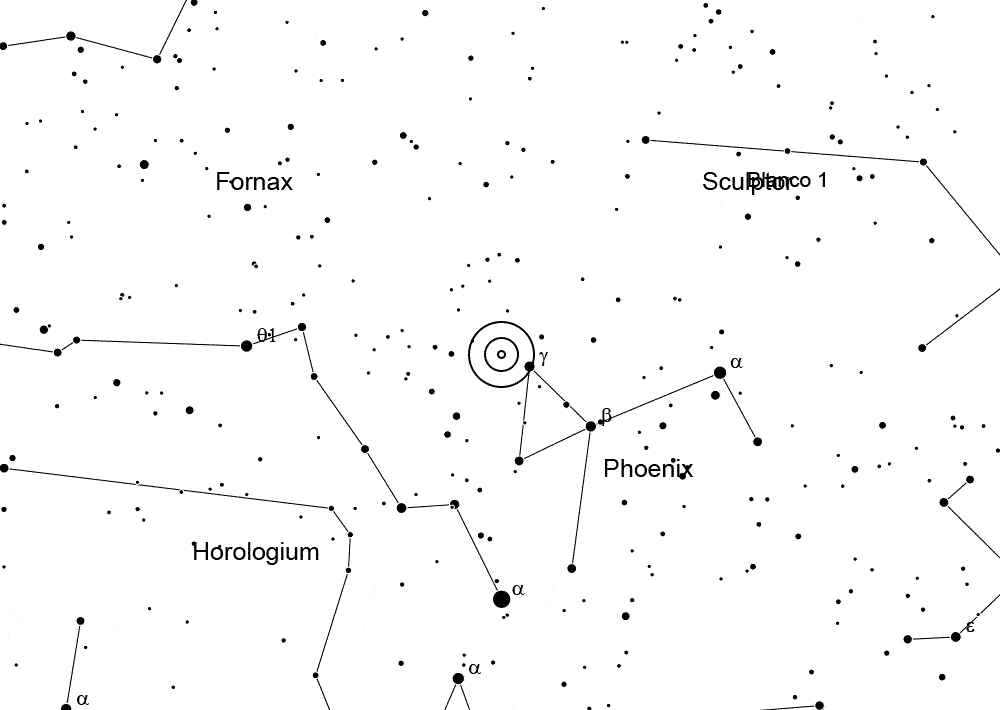 Fornax
Sculptor
Blanco 1
θ1
γ
α
β
Phoenix
Horologium
α
ε
α
α